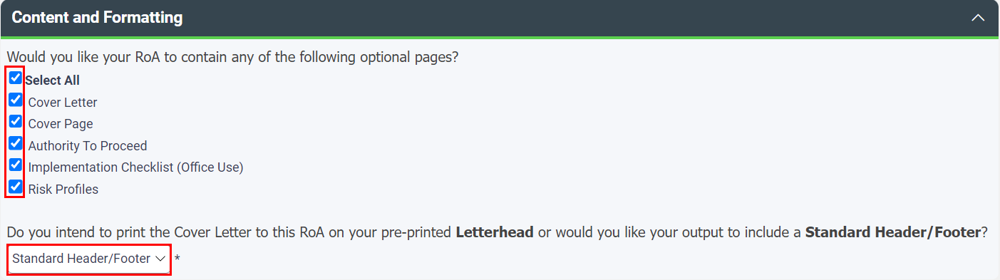 Content and Formatting
Would you like your RoA to contain any of the following optional pages?
Select All
Cover Letter
Cover Page
Authority To Proceed
Implementation Checklist (Office Use)
Risk Profiles
Do you intend to print the Cover Letter to this RoA on your pre-printed Letterhead or would you like your output to include a Standard Header/Footer?
Standard Header/Footer *